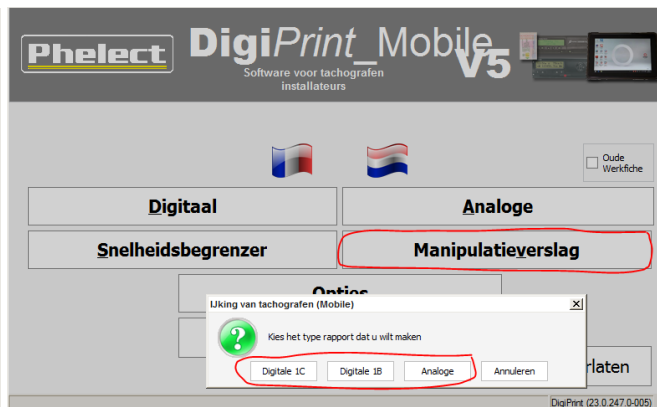 Phelect
DigiPrint_Mobile
V5
Software voor tachografen
installateurs
Oude
Werkfiche
Digitaal
Analoge
Snelheidsbegrenzer
Manipulatieverslag
Opties
IJking van tachografen (Mobile)
Kies het type rapport dat u wilt maken
Digitale 1C
Digitale 1B
Analoge
Annuleren
rlaten
DigiPrint (23.0.247.0-005)